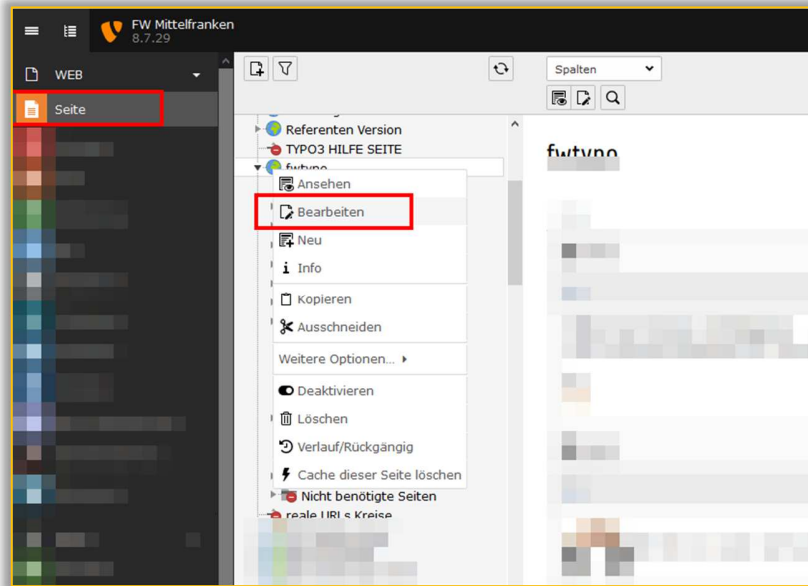 FW Mittelfranken
8.7.29
WEB
Seite
Spalten
Referenten Version
TYPO3 HILFE SEITE
fwtypo
fwtypo
Ansehen
Bearbeiten
Neu
Info
Kopieren
Ausschneiden
Weitere Optionen...
Deaktivieren
Löschen
Verlauf/Rückgängig
Cache dieser Seite löschen
Nicht benötigte Seiten
reale URLs Kreise